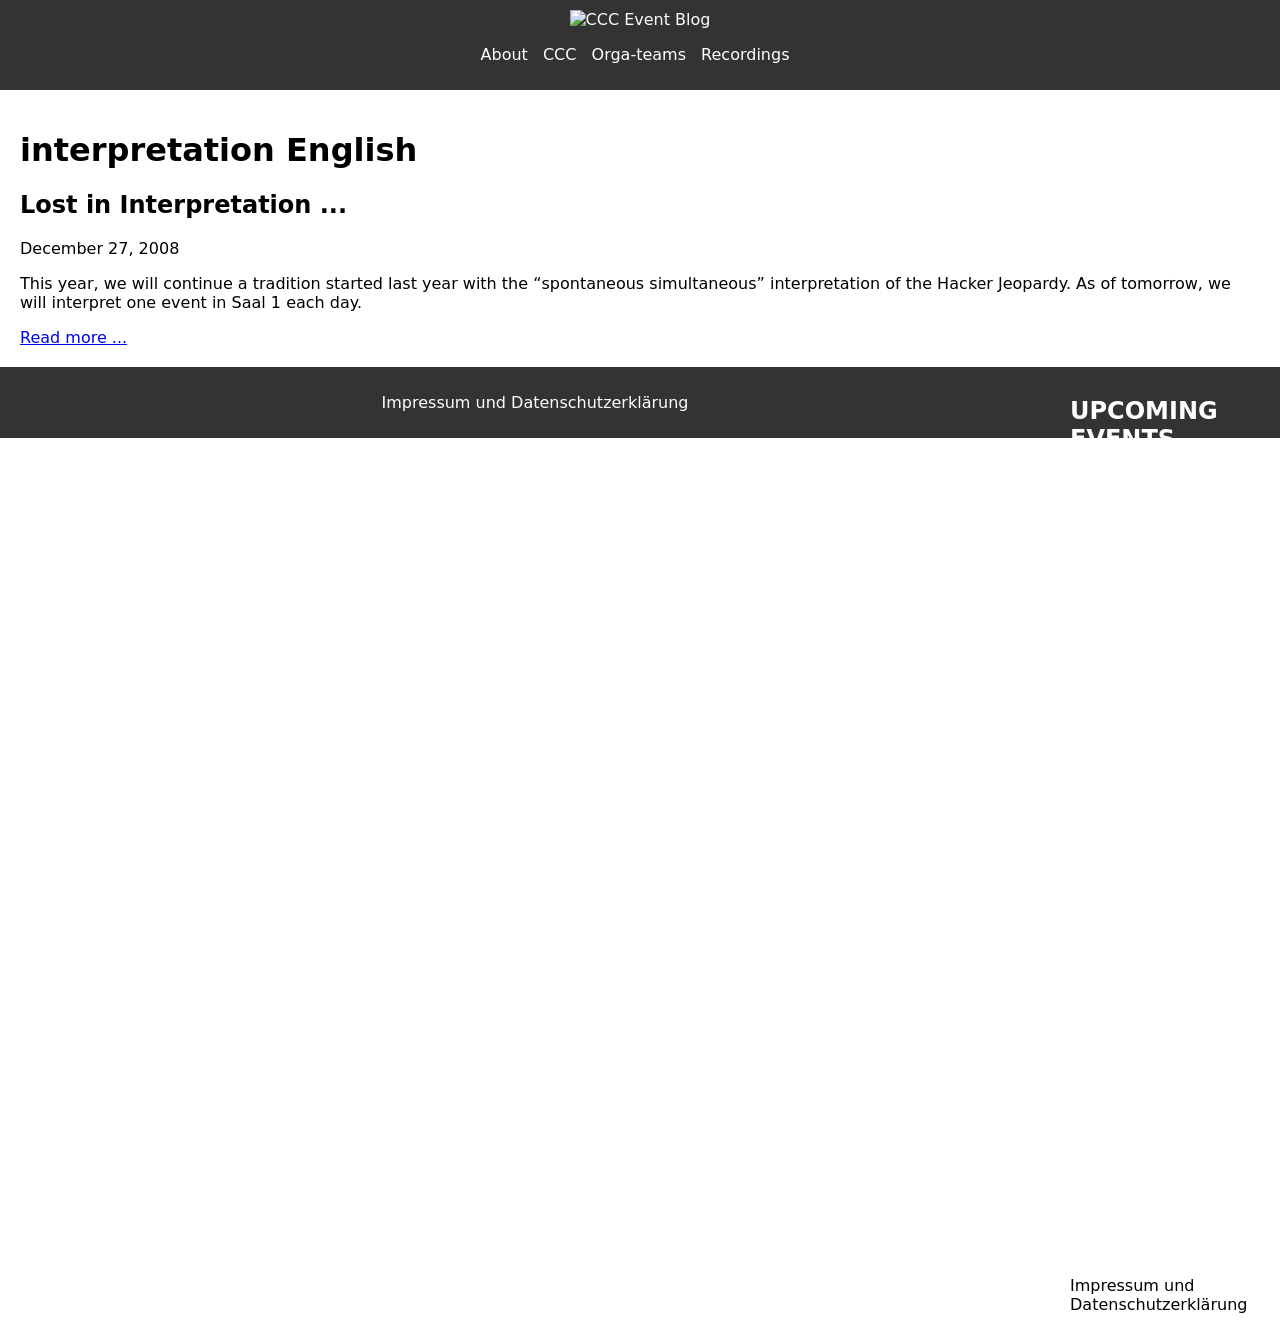 CCC Event Blog
About CCC Orga-teams Recordings
interpretation English
Lost in Interpretation ...
December 27, 2008
This year, we will continue a tradition started last year with the “spontaneous simultaneous” interpretation of the Hacker Jeopardy. As of tomorrow, we
will interpret one event in Saal 1 each day.
Read more ...
Impressum und Datenschutzerklärung
UPCOMING
EVENTS
Impressum und
Datenschutzerklärung